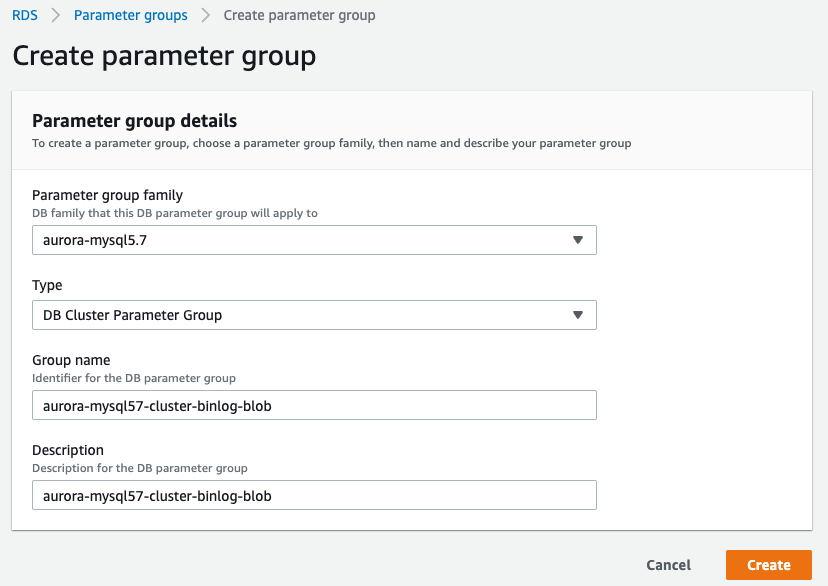 RDS > Parameter groups > Create parameter group
Create parameter group
Parameter group details
To create a parameter group, choose a parameter group family, then name and describe your parameter group
Parameter group family
DB family that this DB parameter group will apply to
aurora-mysql5.7
Type
DB Cluster Parameter Group
Group name
Identifier for the DB parameter group
aurora-mysql57-cluster-binlog-blob
Description
Description for the DB parameter group
aurora-mysql57-cluster-binlog-blob
Cancel Create